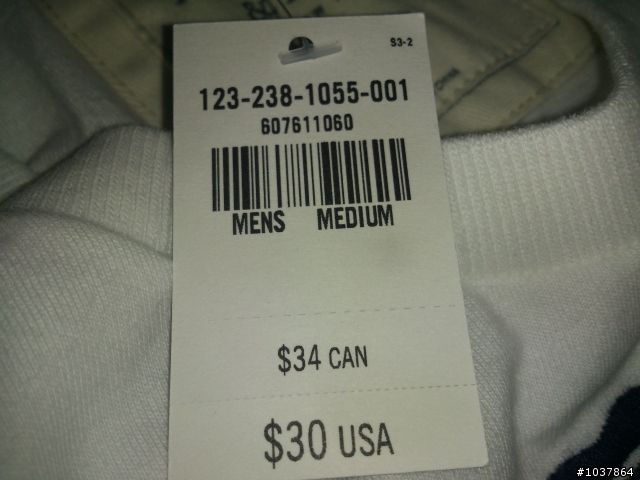 S3-2
123-238-1055-001
607611060
MENS MEDIUM
$34 CAN
$30 USA
#1037864